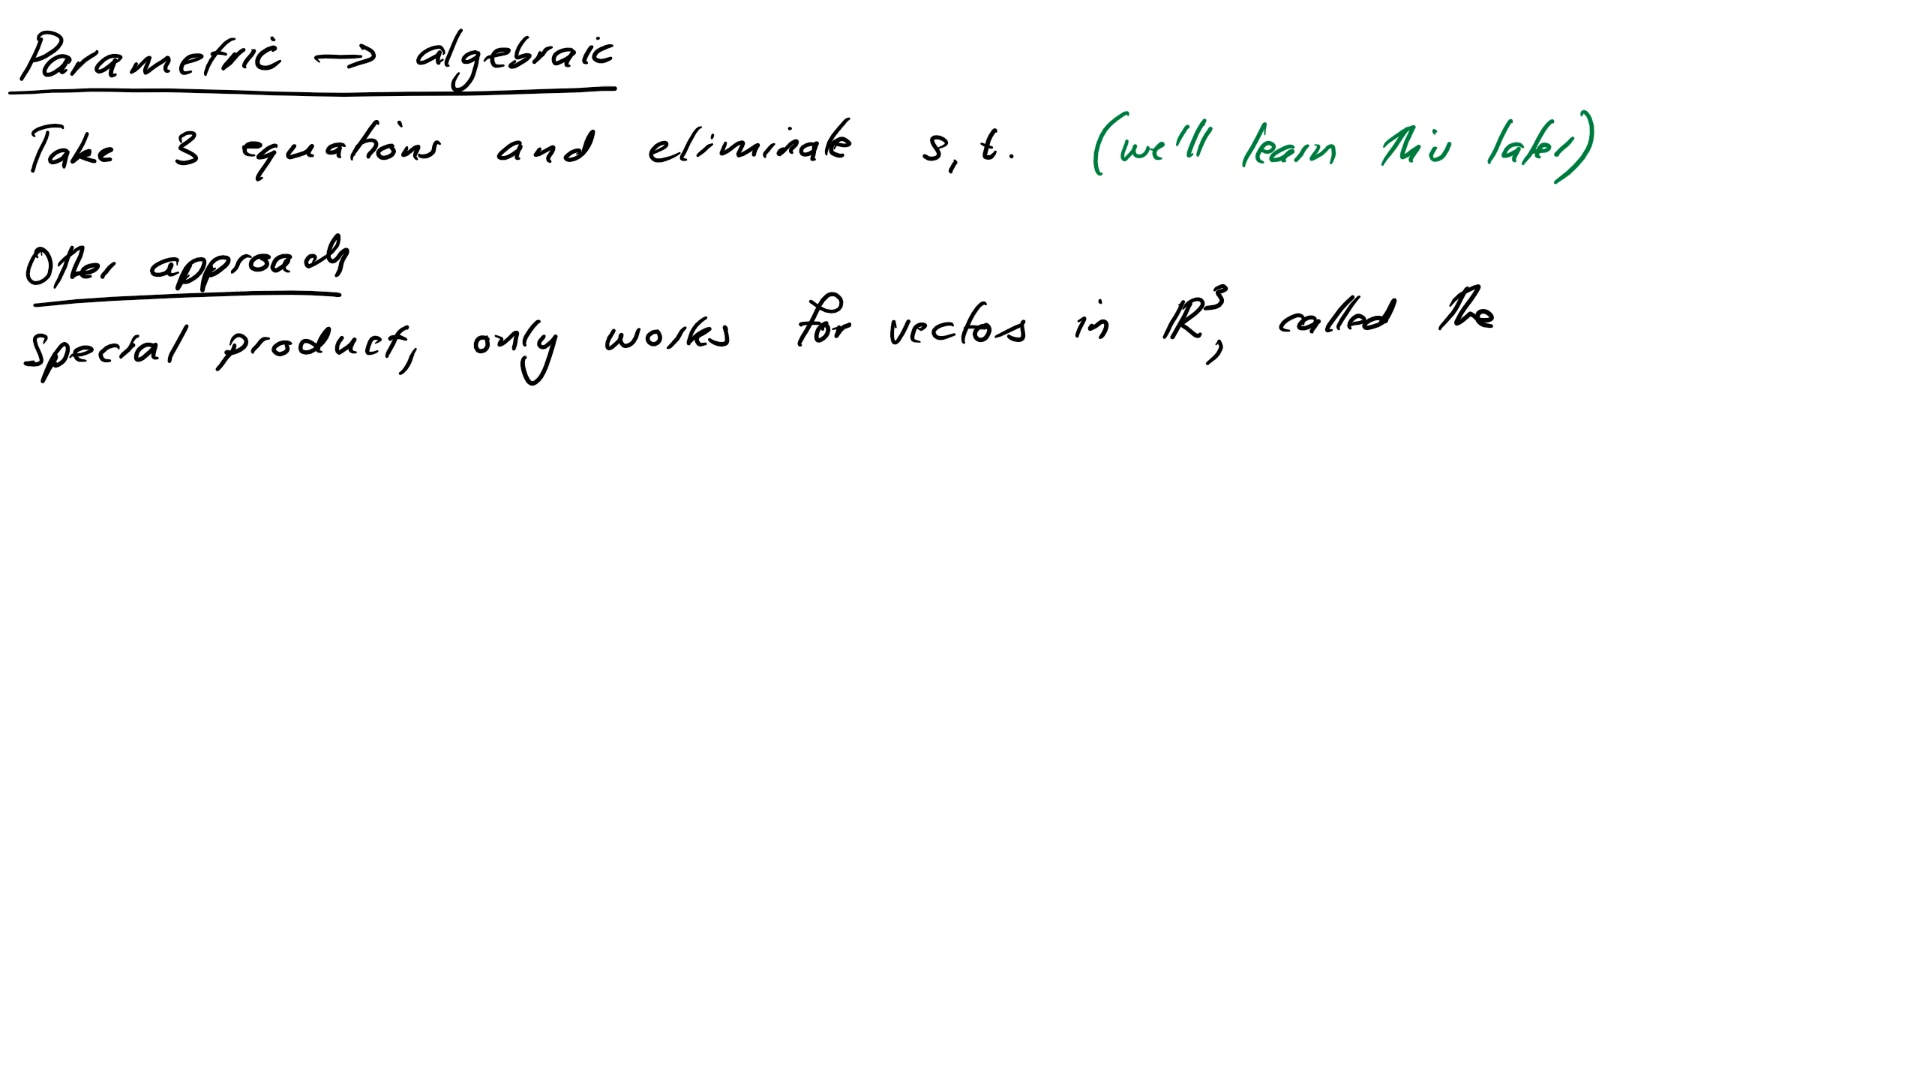 Parametric → algebraic
Take 3 equations and eliminate s, t. (we'll learn this later)
Other approach
special product, only works for vectors in ℝ³, called the